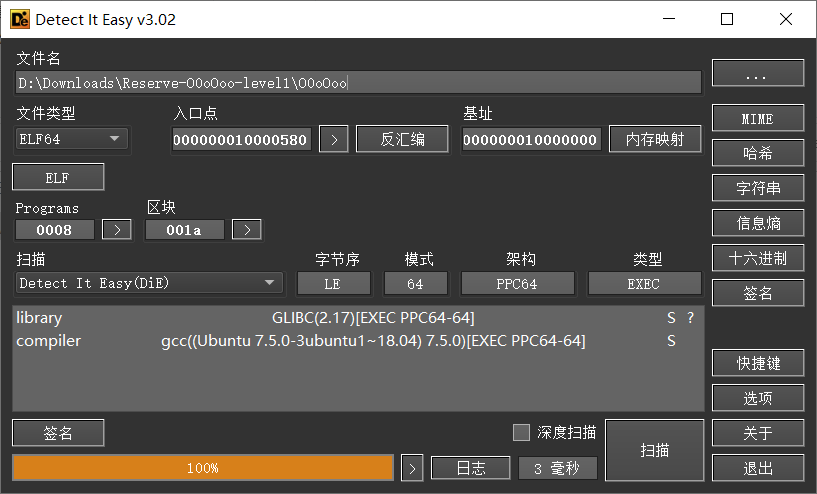 Detect It Easy v3.02
文件名
D:\Downloads\Reserve-O0oOoo-level1\O0oOoo
...
文件类型 入口点 基址
ELF64 000000010000580 > 反汇编 000000010000000 内存映射
MIME
哈希
ELF
字符串
Programs 区块
0008 > 001a >
信息熵
扫描 字节序 模式 架构 类型
十六进制
Detect It Easy(DiE) LE 64 PPC64 EXEC
签名
library GLIBC(2.17)[EXEC PPC64-64] S ?
compiler gcc((Ubuntu 7.5.0-3ubuntu1~18.04) 7.5.0)[EXEC PPC64-64] S
快捷键
选项
签名 深度扫描 扫描 关于
100% > 日志 3 毫秒 退出